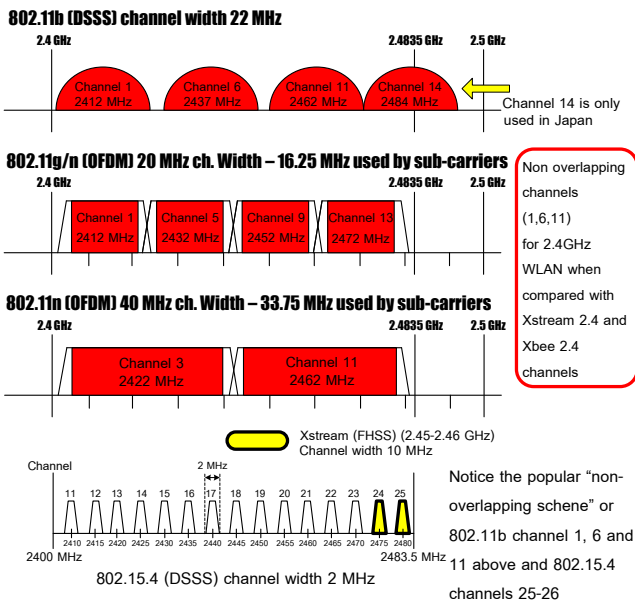 802.11b (DSSS) channel width 22 MHz
2.4 GHz 2.4835 GHz 2.5 GHz
Channel 1 Channel 6 Channel 11 Channel 14
2412 MHz 2437 MHz 2462 MHz 2484 MHz
Channel 14 is only
used in Japan
802.11g/n (OFDM) 20 MHz ch. Width – 16.25 MHz used by sub-carriers
2.4 GHz 2.4835 GHz 2.5 GHz
Channel 1 Channel 5 Channel 9 Channel 13
2412 MHz 2432 MHz 2452 MHz 2472 MHz
Non overlapping
channels
(1,6,11)
for 2.4GHz
WLAN when
compared with
Xstream 2.4 and
Xbee 2.4
channels
802.11n (OFDM) 40 MHz ch. Width – 33.75 MHz used by sub-carriers
2.4 GHz 2.4835 GHz 2.5 GHz
Channel 3 Channel 11
2422 MHz 2462 MHz
Xstream (FHSS) (2.45-2.46 GHz)
Channel width 10 MHz
Channel 2 MHz
11 12 13 14 15 16 17 18 19 20 21 22 23 24 25
2410 2415 2420 2425 2430 2435 2440 2445 2450 2455 2460 2465 2470 2475 2480
2400 MHz 2483.5 MHz
802.15.4 (DSSS) channel width 2 MHz
Notice the popular “non-
overlapping schene” or
802.11b channel 1, 6 and
11 above and 802.15.4
channels 25-26